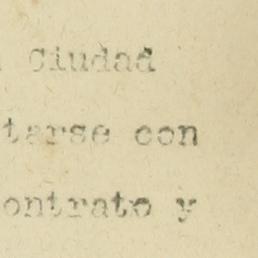 Ciudad
tarse con
ontrato y